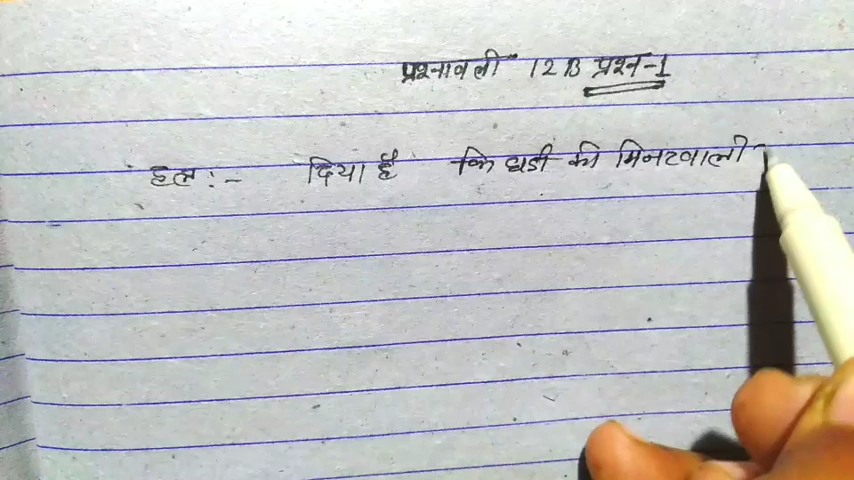 प्रश्नावली 12B प्रश्न-1
हल:- दिया है कि घडी की मिनटवाली